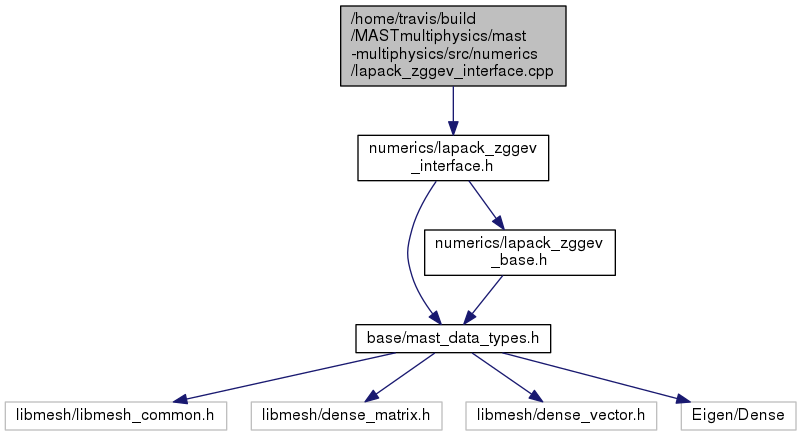 /home/travis/build
/MASTmultiphysics/mast
-multiphysics/src/numerics
/lapack_zggev_interface.cpp
numerics/lapack_zggev
_interface.h
numerics/lapack_zggev
_base.h
base/mast_data_types.h
libmesh/libmesh_common.h
libmesh/dense_matrix.h
libmesh/dense_vector.h
Eigen/Dense